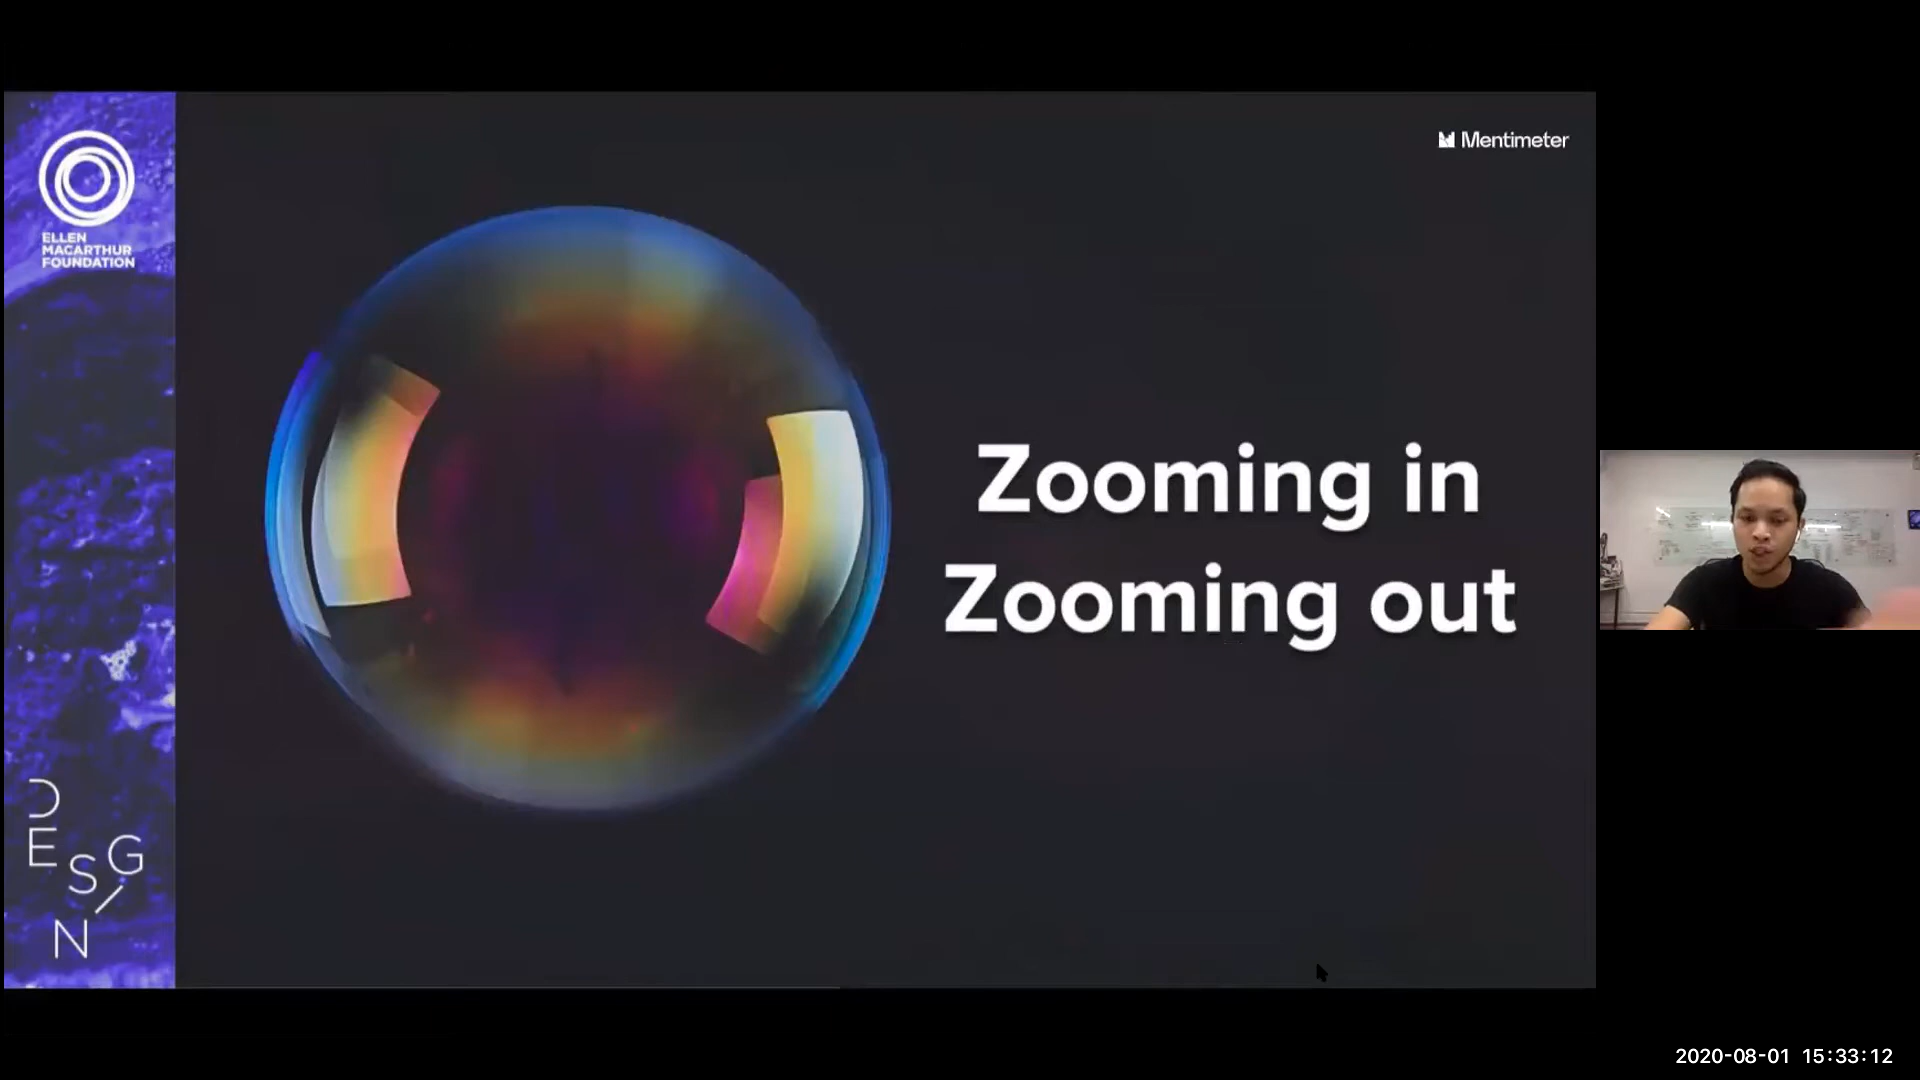 ELLEN
MACARTHUR
FOUNDATION
Mentimeter
Zooming in
Zooming out
DESIGN
2020-08-01 15:33:12